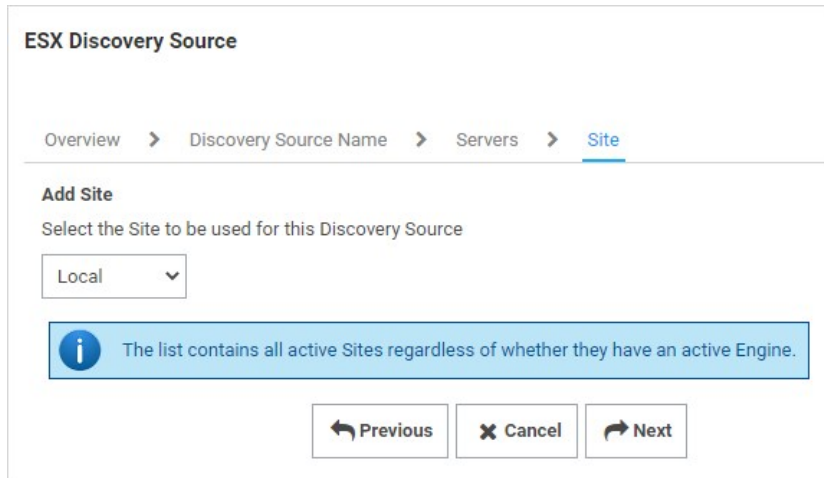 ESX Discovery Source
Overview > Discovery Source Name > Servers > Site
Add Site
Select the Site to be used for this Discovery Source
Local
The list contains all active Sites regardless of whether they have an active Engine.
Previous Cancel Next